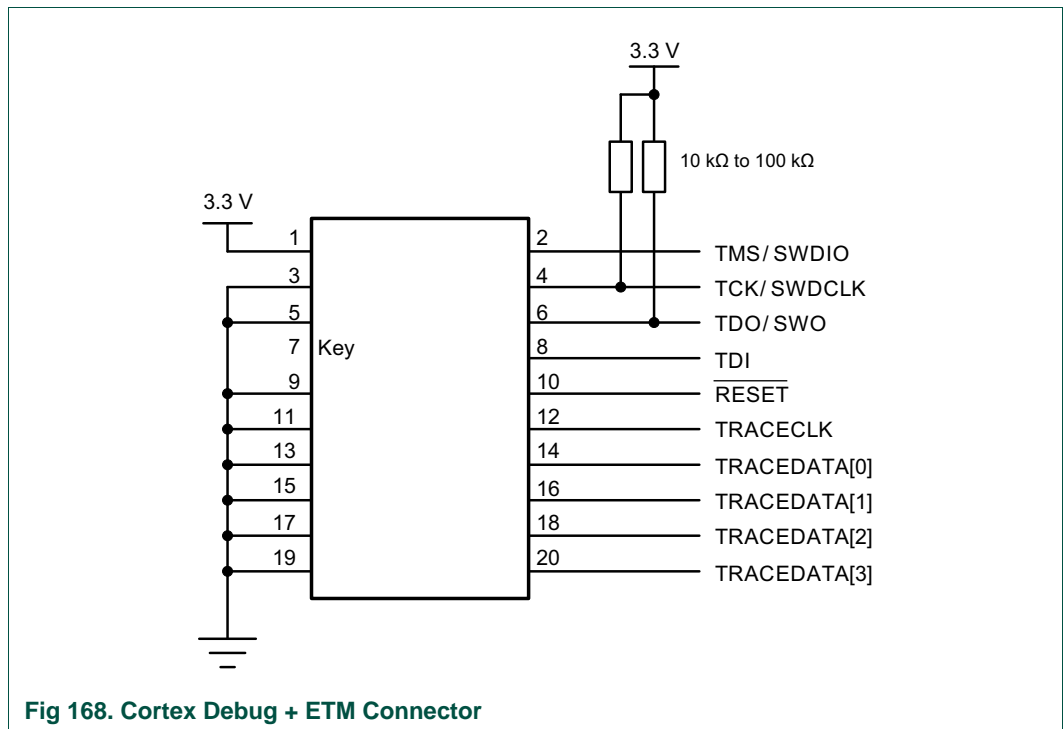 3.3 V
10 kΩ to 100 kΩ
3.3 V
1
2
TMS/ SWDIO
3
4
TCK/ SWDCLK
5
6
TDO/ SWO
7
Key
8
TDI
9
10
RESET
11
12
TRACECLK
13
14
TRACEDATA[0]
15
16
TRACEDATA[1]
17
18
TRACEDATA[2]
19
20
TRACEDATA[3]
Fig 168. Cortex Debug + ETM Connector